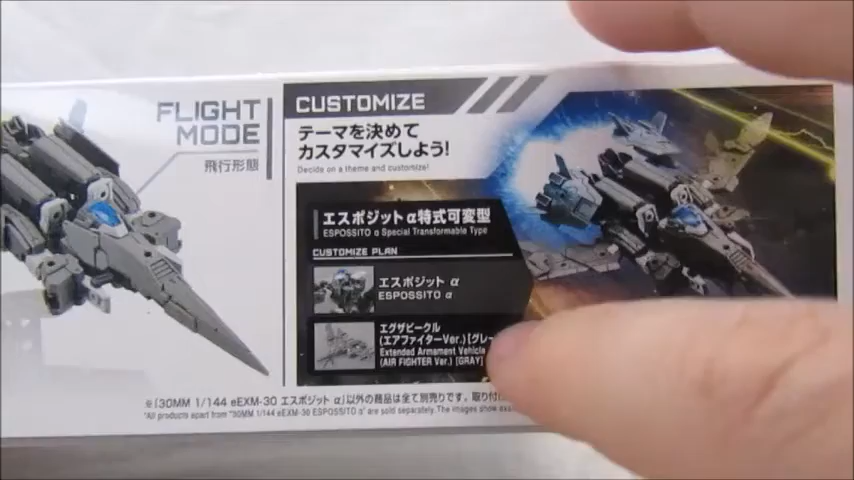 FLIGHT
MODE
飛行形態
CUSTOMIZE
テーマを決めて
カスタマイズしよう!
Decide on a theme and customize!
エスポジット α特式可変型
ESPOSSITO α Special Transformable Type
CUSTOMIZE PLAN
エスポジット α
ESPOSSITO α
エグザビークル
(エアファイターVer.)[グレー
Extended Armament Vehicle
(AIR FIGHTER Ver.) [GRAY]
※「30MM 1/144 eEXM-30 エスポジット α」以外の商品は全て別売りです。取り付け
*All products apart from "30MM 1/144 eEXM-30 ESPOSSITO α" are sold separately. The images show